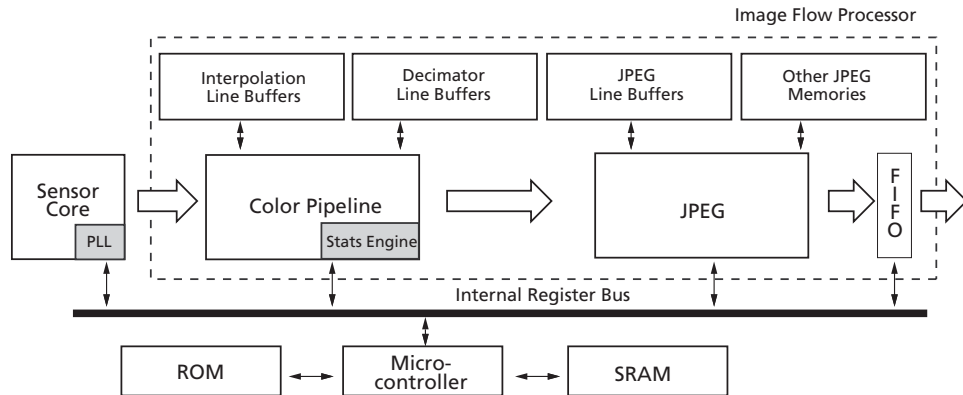 Image Flow Processor
Interpolation
Line Buffers
Decimator
Line Buffers
JPEG
Line Buffers
Other JPEG
Memories
Sensor
Core
PLL
Color Pipeline
Stats Engine
JPEG
F
I
F
O
Internal Register Bus
ROM
Micro-
controller
SRAM